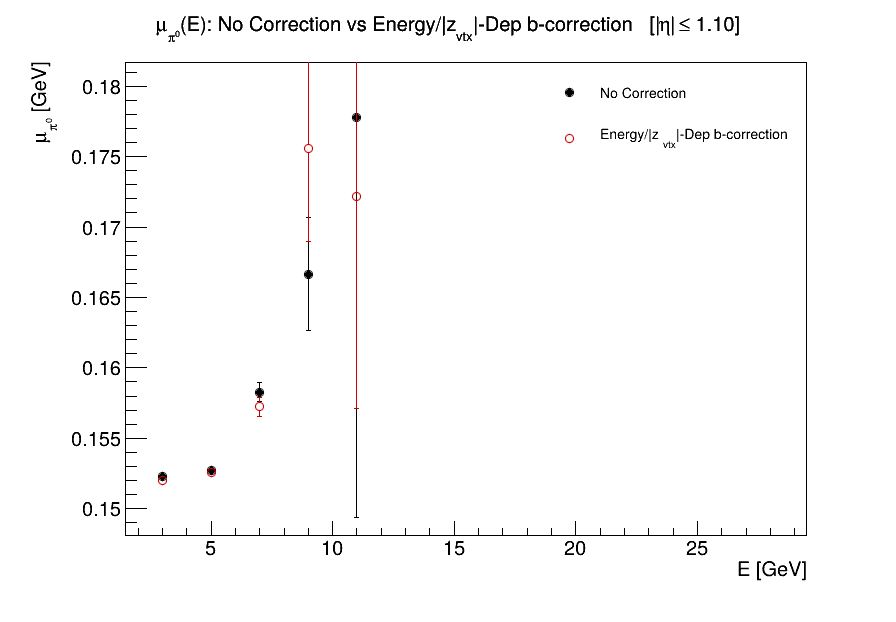 μπ⁰(E): No Correction vs Energy/|zvtx|-Dep b-correction [|η| ≤ 1.10]
μπ⁰ [GeV]
0.18
0.175
0.17
0.165
0.16
0.155
0.15
No Correction
Energy/|z vtx|-Dep b-correction
5 10 15 20 25
E [GeV]